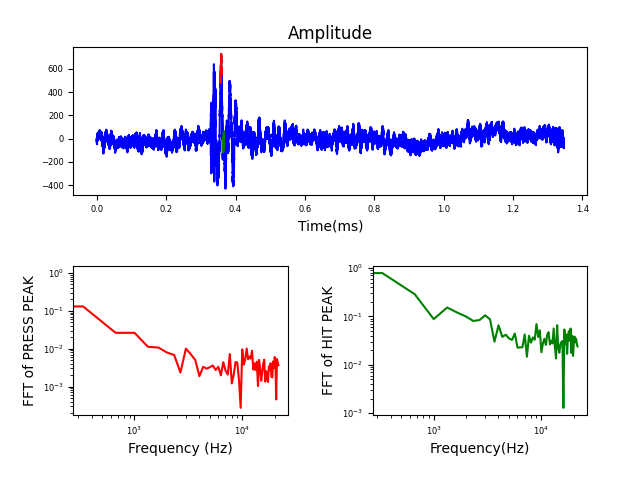 Amplitude
600
400
200
0
−200
−400
0.0 0.2 0.4 0.6 0.8 1.0 1.2 1.4
Time(ms)
FFT of PRESS PEAK
10⁰
10⁻¹
10⁻²
10⁻³
10³ 10⁴
Frequency (Hz)
FFT of HIT PEAK
10⁰
10⁻¹
10⁻²
10⁻³
10³ 10⁴
Frequency(Hz)